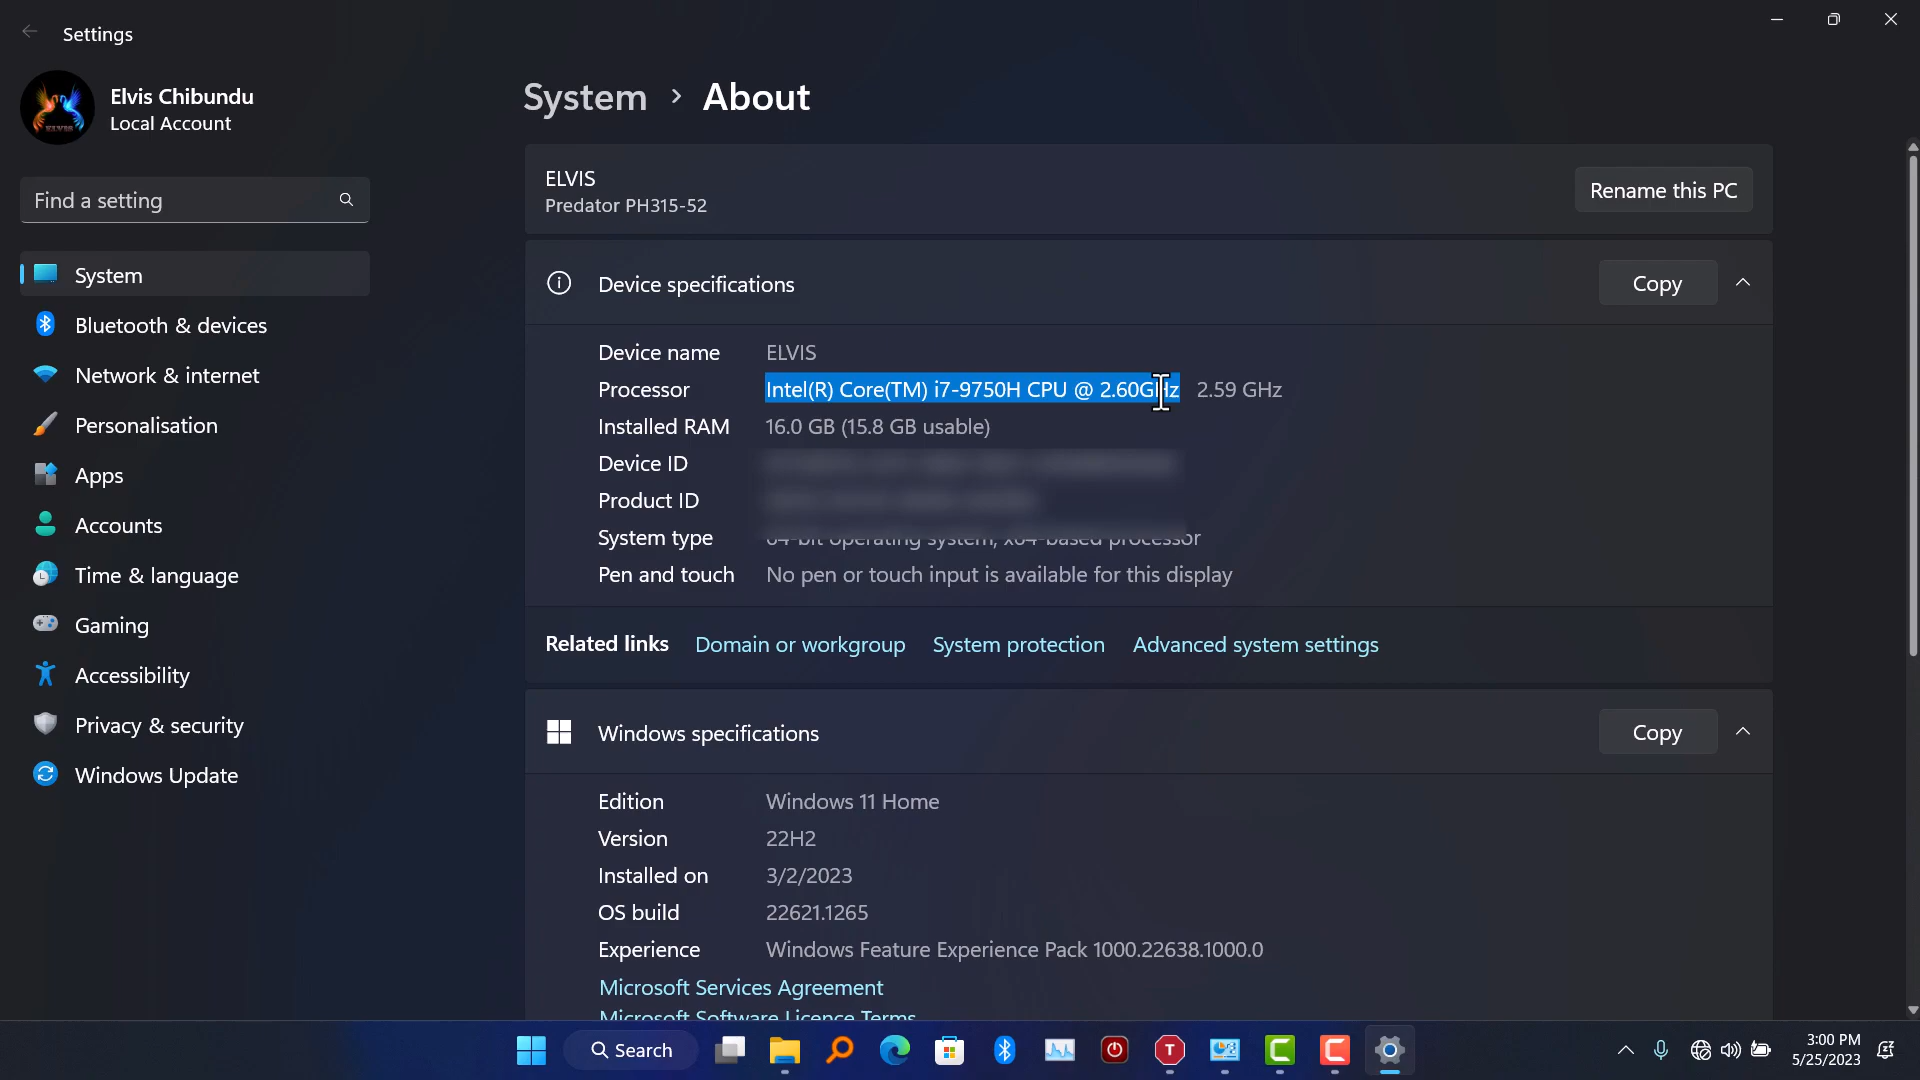 Settings
Elvis Chibundu
Local Account
Find a setting
System
Bluetooth & devices
Network & internet
Personalisation
Apps
Accounts
Time & language
Gaming
Accessibility
Privacy & security
Windows Update
System > About
ELVIS
Predator PH315-52
Rename this PC
Device specifications
Copy
Device name ELVIS
Processor Intel(R) Core(TM) i7-9750H CPU @ 2.60GHz 2.59 GHz
Installed RAM 16.0 GB (15.8 GB usable)
Device ID
Product ID
System type 64-bit operating system, x64-based processor
Pen and touch No pen or touch input is available for this display
Related links Domain or workgroup System protection Advanced system settings
Windows specifications
Copy
Edition Windows 11 Home
Version 22H2
Installed on 3/2/2023
OS build 22621.1265
Experience Windows Feature Experience Pack 1000.22638.1000.0
Microsoft Services Agreement
Microsoft Software Licence Terms
Search
3:00 PM
5/25/2023